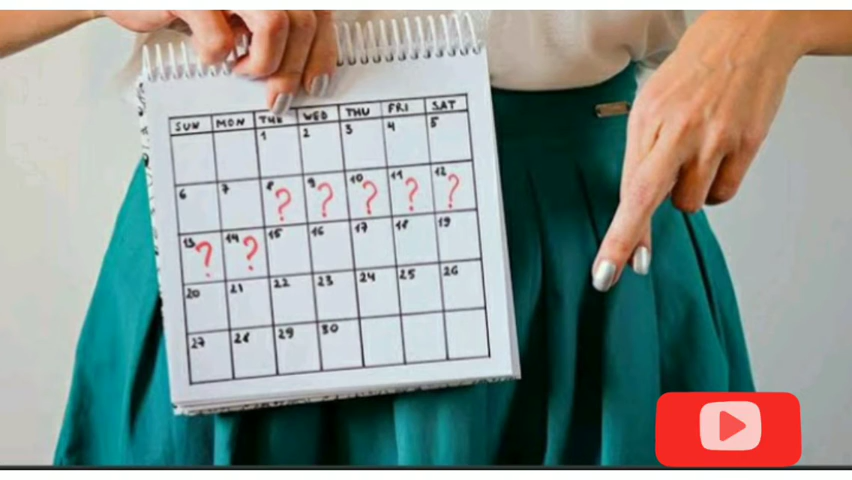 SUN MON TUE WED THU FRI SAT
1 2 3 4 5
6 7 8 ? 9 ? 10 ? 11 ? 12 ?
13 ? 14 ? 15 16 17 18 19
20 21 22 23 24 25 26
27 28 29 30